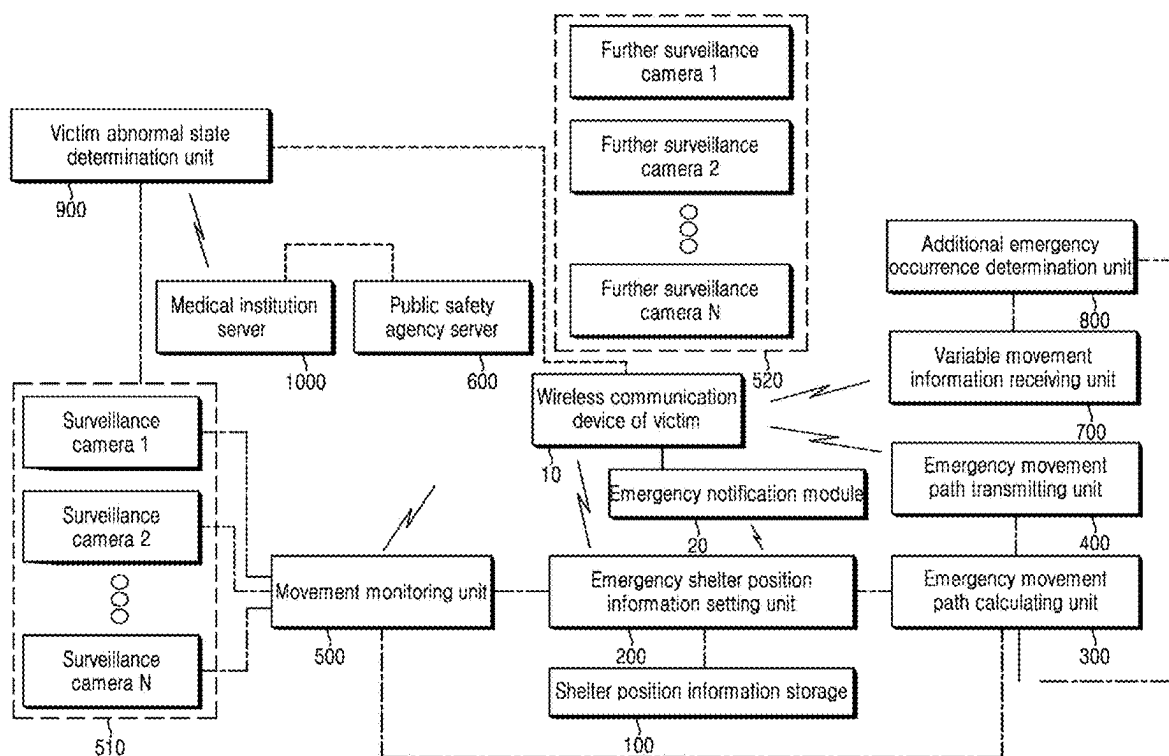 Further surveillance
camera 1
Further surveillance
camera 2
Further surveillance
camera N
520
Victim abnormal state
determination unit
900
Medical institution
server
1000
Public safety
agency server
600
Additional emergency
occurrence determination unit
800
Variable movement
information receiving unit
700
Wireless communication
device of victim
10
Emergency notification module
20
Emergency movement
path transmitting unit
400
Surveillance
camera 1
Surveillance
camera 2
Surveillance
camera N
510
Movement monitoring unit
500
Emergency shelter position
information setting unit
200
Emergency movement
path calculating unit
300
Shelter position information storage
100